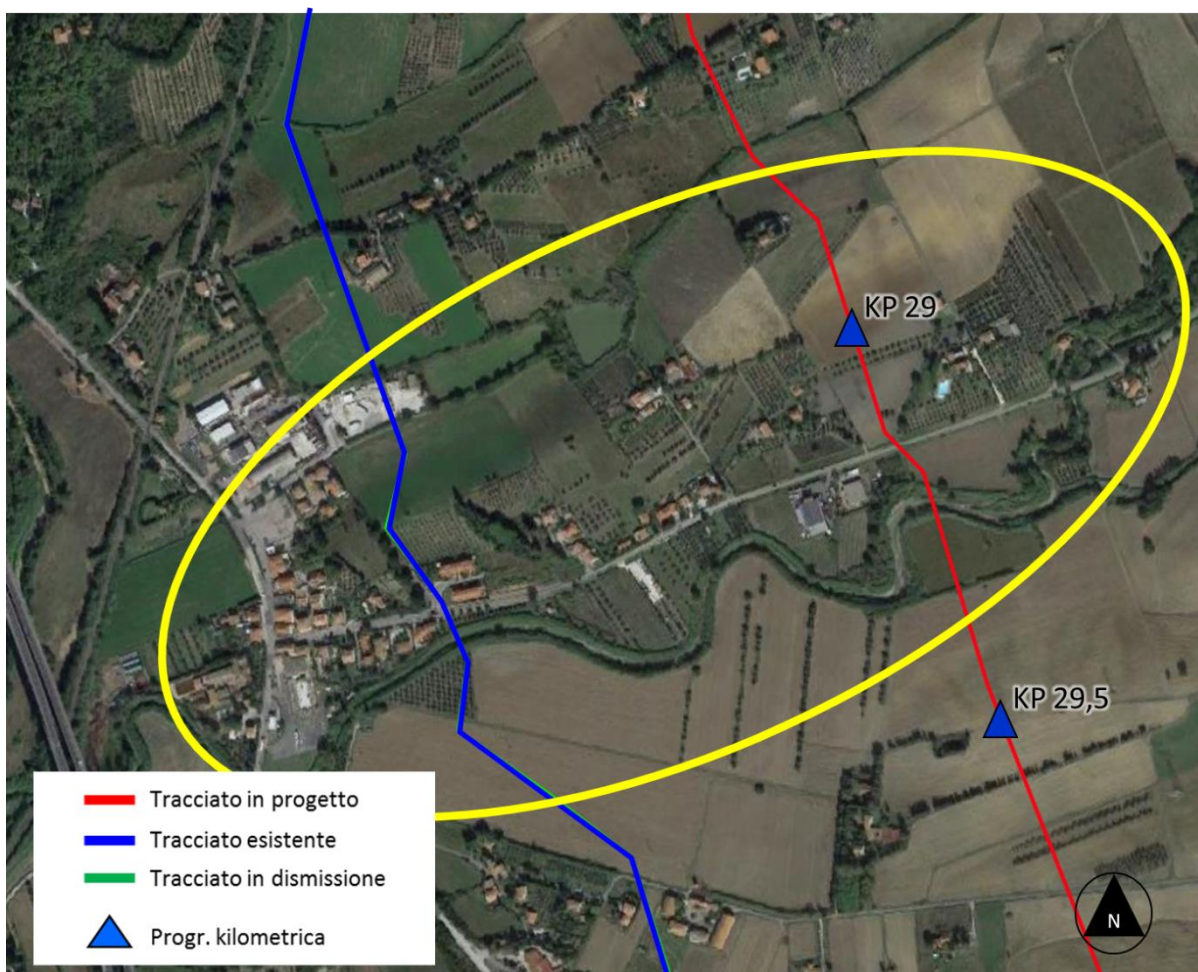 KP 29
KP 29,5
Tracciato in progetto
Tracciato esistente
Tracciato in dismissione
Progr. kilometrica
N